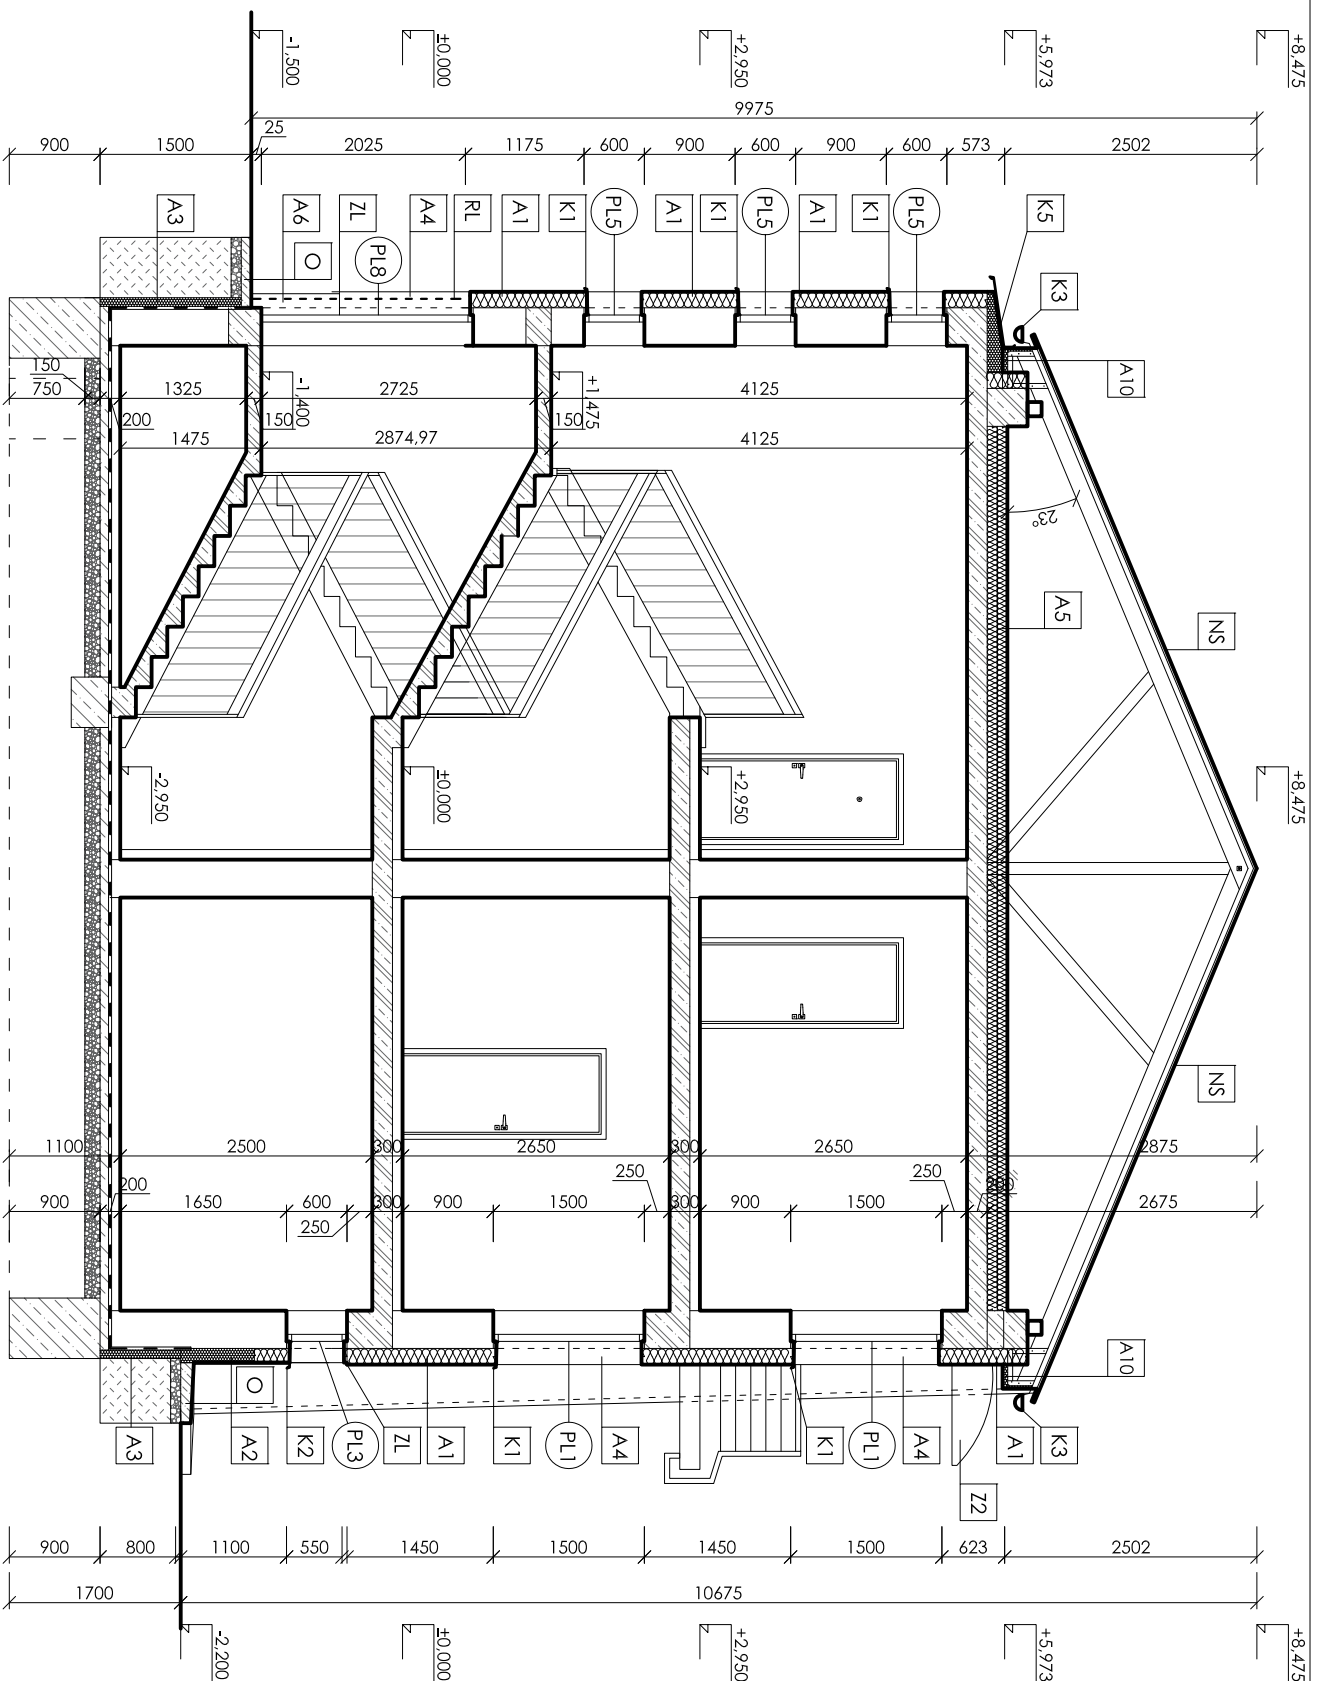 +8,475
+5,973
+2,950
±0,000
-1,500
9975
900
1500
25
2025
1175
600
900
600
900
600
573
2502
A3
A6
ZL
A4
RL
A1
K1
PL5
A1
K1
PL5
A1
K1
PL5
K5
PL8
K3
A10
150
750
1325
200
150
-1,400
2725
+1,475
150
4125
1475
2874,97
4125
23°
A5
NS
-2,950
±0,000
+2,950
+8,475
NS
1100
2500
300
2650
300
2650
2875
900
200
1650
600
250
300
900
1500
250
300
900
1500
250
2675
A10
A3
A2
K2
PL3
ZL
A1
K1
PL1
A4
K1
PL1
A4
Z2
A1
K3
900
800
1100
550
1450
1500
1450
1500
623
2502
1700
10675
-2,200
±0,000
+2,950
+5,973
+8,475